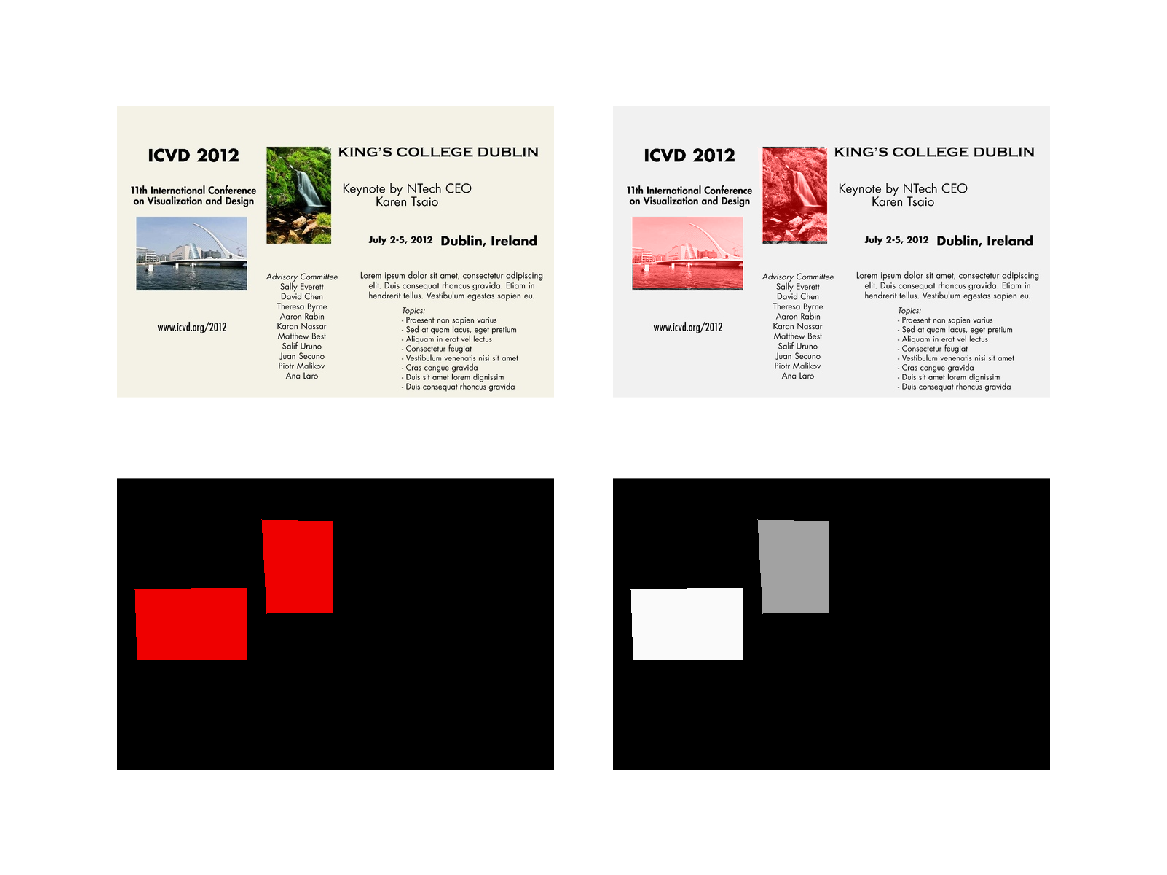 ICVD 2012
11th International Conference
on Visualization and Design
www.icvd.org/2012
Advisory Committee
Sally Everett
David Chen
Theresa Byrne
Aaron Rabin
Karen Nassar
Matthew Best
Salif Uruno
Juan Secuno
Piotr Malikov
Ana Laro
KING'S COLLEGE DUBLIN
Keynote by NTech CEO
Karen Tsaio
July 2-5, 2012 Dublin, Ireland
Lorem ipsum dolor sit amet, consectetur adipiscing
elit. Duis consequat rhoncus gravida. Etiam in
hendrerit tellus. Vestibulum egestas sapien eu
Topics:
- Praesent non sapien varius
- Sed at quam lacus, eget pretium
- Aliquam in erat vel lectus
- Consectetur feugiat
- Vestibulum venenatis nisi sit amet
- Cras congue gravida
- Duis sit amet lorem dignissim
- Duis consequat rhoncus gravida
ICVD 2012
11th International Conference
on Visualization and Design
www.icvd.org/2012
Advisory Committee
Sally Everett
David Chen
Theresa Byrne
Aaron Rabin
Karen Nassar
Matthew Best
Salif Uruno
Juan Secuno
Piotr Malikov
Ana Laro
KING'S COLLEGE DUBLIN
Keynote by NTech CEO
Karen Tsaio
July 2-5, 2012 Dublin, Ireland
Lorem ipsum dolor sit amet, consectetur adipiscing
elit. Duis consequat rhoncus gravida. Etiam in
hendrerit tellus. Vestibulum egestas sapien eu
Topics:
- Praesent non sapien varius
- Sed at quam lacus, eget pretium
- Aliquam in erat vel lectus
- Consectetur feugiat
- Vestibulum venenatis nisi sit amet
- Cras congue gravida
- Duis sit amet lorem dignissim
- Duis consequat rhoncus gravida